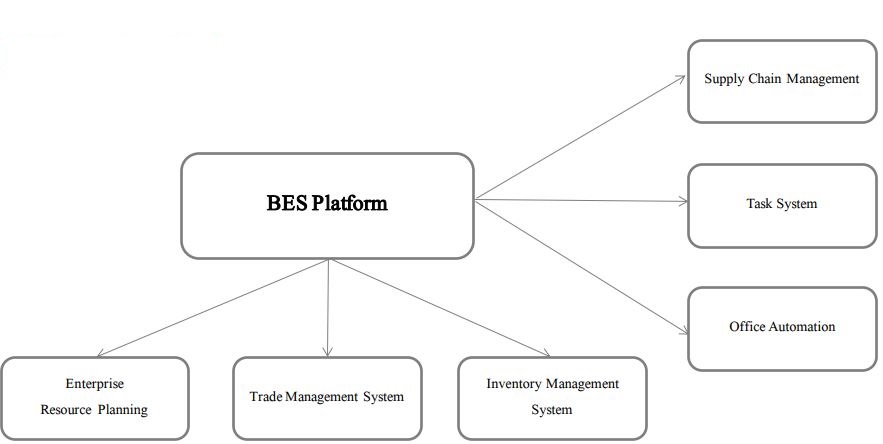 Supply Chain Management
BES Platform
Task System
Office Automation
Enterprise
Resource Planning
Trade Management System
Inventory Management
System